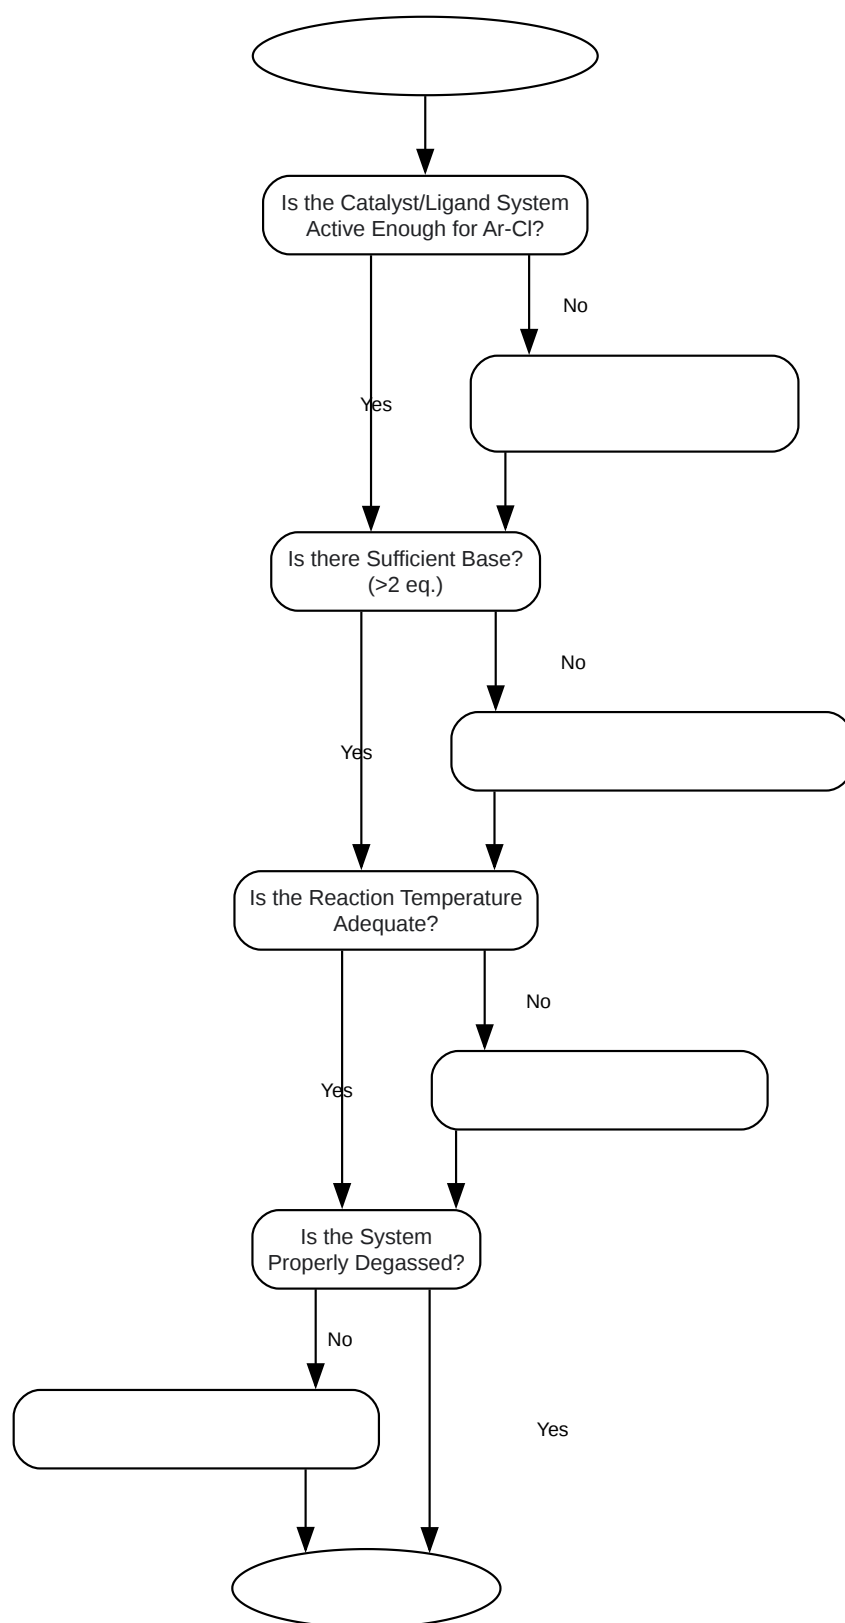 Is the Catalyst/Ligand System
Active Enough for Ar-Cl?
No
Yes
Is there Sufficient Base?
(>2 eq.)
No
Yes
Is the Reaction Temperature
Adequate?
No
Yes
Is the System
Properly Degassed?
No
Yes